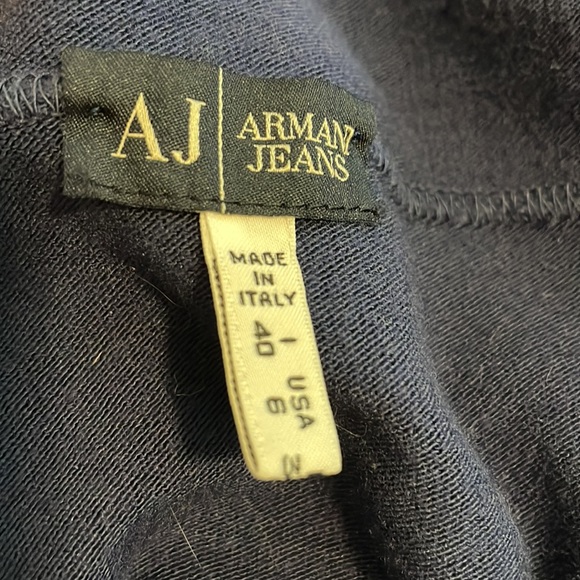 AJ
ARMANI
JEANS
MADE
IN
ITALY
I USA
40 6